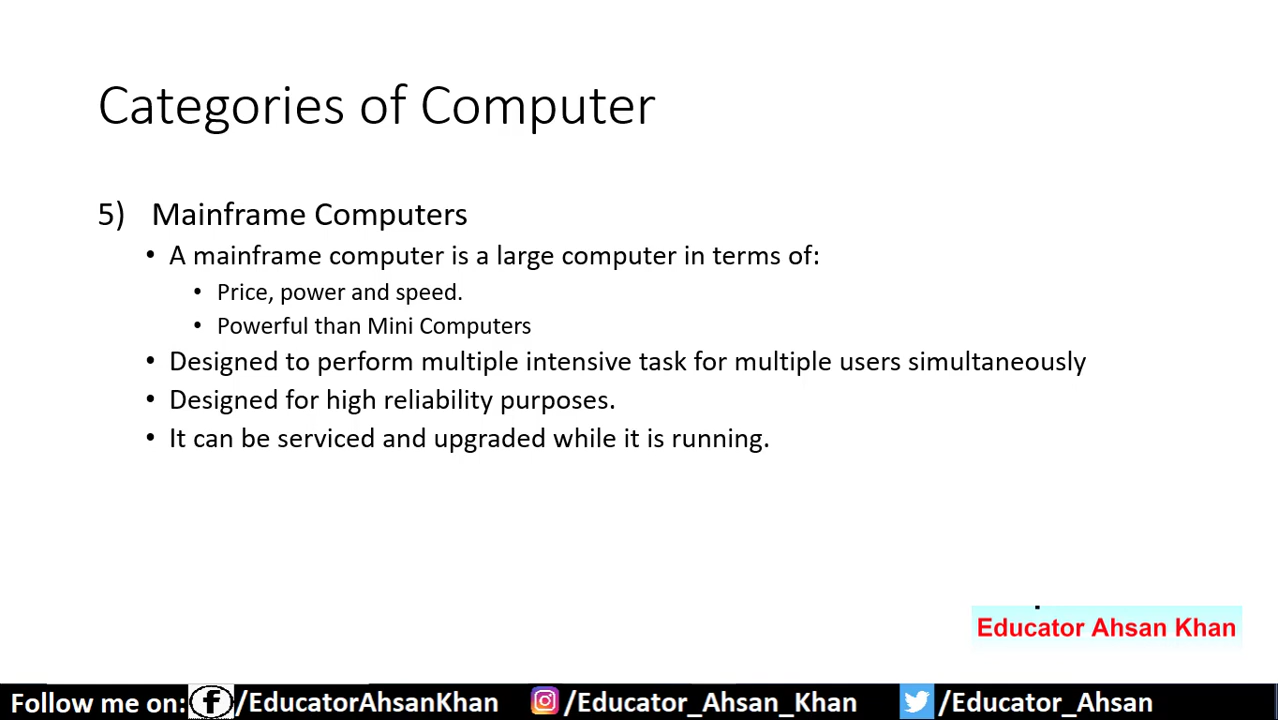 Categories of Computer
5) Mainframe Computers
• A mainframe computer is a large computer in terms of:
• Price, power and speed.
• Powerful than Mini Computers
• Designed to perform multiple intensive task for multiple users simultaneously
• Designed for high reliability purposes.
• It can be serviced and upgraded while it is running.
Educator Ahsan Khan
Follow me on: f /EducatorAhsanKhan /Educator_Ahsan_Khan /Educator_Ahsan